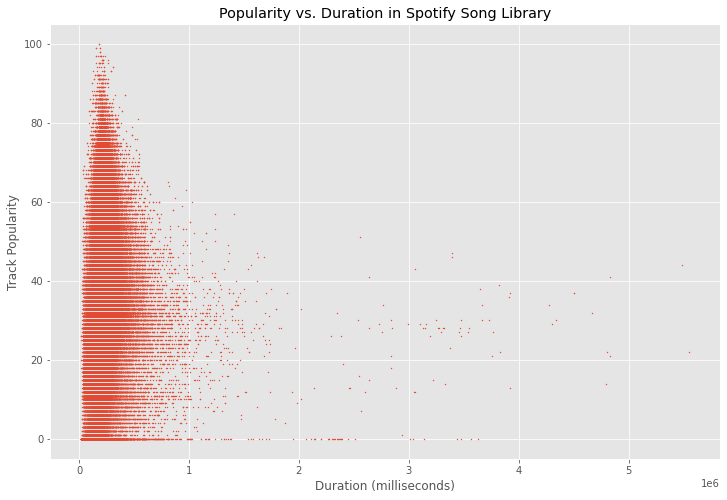 Popularity vs. Duration in Spotify Song Library
100
80
60
40
20
0
Track Popularity
0 1 2 3 4 5
1e6
Duration (milliseconds)